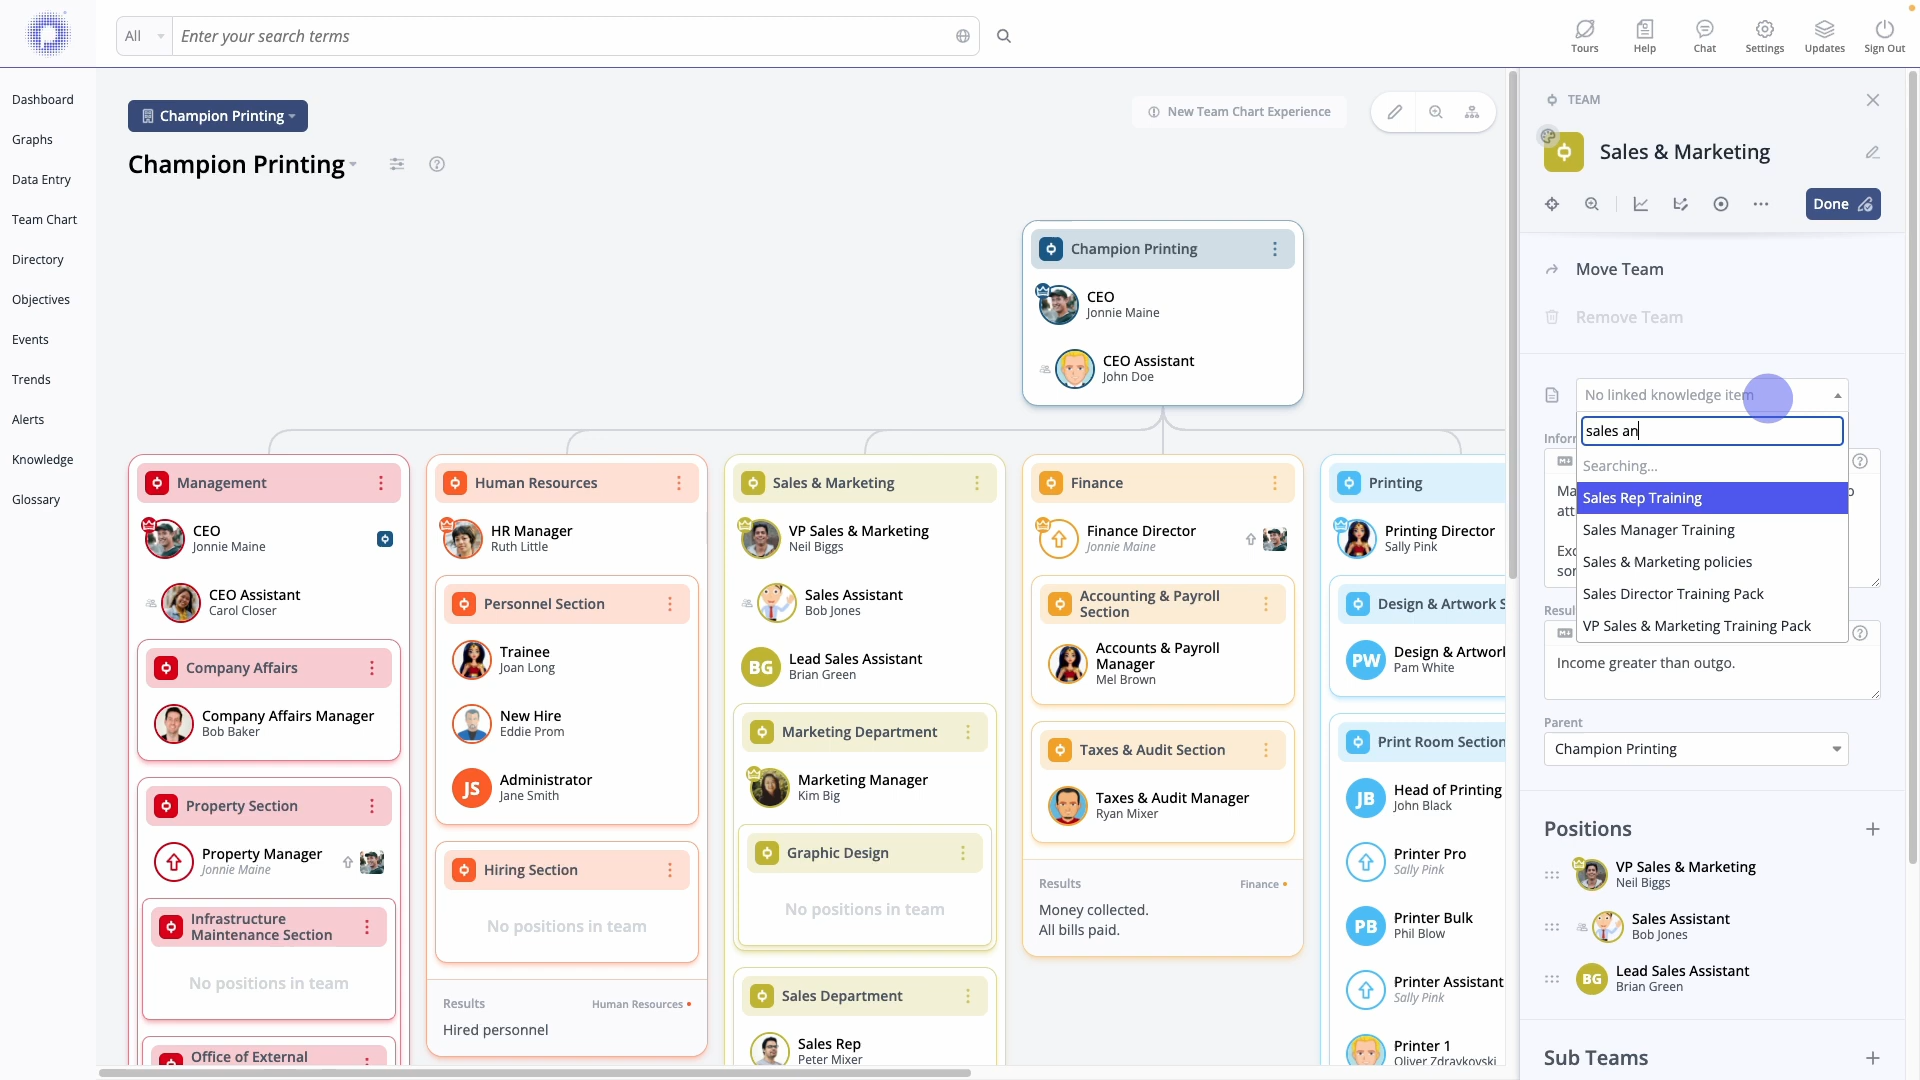 All
Enter your search terms
Tours
Help
Chat
Settings
Updates
Sign Out
Dashboard
Graphs
Data Entry
Team Chart
Directory
Objectives
Events
Trends
Alerts
Knowledge
Glossary
Champion Printing
New Team Chart Experience
Champion Printing
Champion Printing
CEO
Jonnie Maine
CEO Assistant
John Doe
Management
CEO
Jonnie Maine
CEO Assistant
Carol Closer
Company Affairs
Company Affairs Manager
Bob Baker
Property Section
Property Manager
Jonnie Maine
Infrastructure
Maintenance Section
No positions in team
Office of External
Human Resources
HR Manager
Ruth Little
Personnel Section
Trainee
Joan Long
New Hire
Eddie Prom
JS
Administrator
Jane Smith
Hiring Section
No positions in team
Results
Human Resources
Hired personnel
Sales & Marketing
VP Sales & Marketing
Neil Biggs
Sales Assistant
Bob Jones
BG
Lead Sales Assistant
Brian Green
Marketing Department
Marketing Manager
Kim Big
Graphic Design
No positions in team
Sales Department
Sales Rep
Peter Mixer
Finance
Finance Director
Jonnie Maine
Accounting & Payroll
Section
Accounts & Payroll
Manager
Mel Brown
Taxes & Audit Section
Taxes & Audit Manager
Ryan Mixer
Results
Finance
Money collected.
All bills paid.
Printing
Printing Director
Sally Pink
Design & Artwork S
PW
Design & Artwork
Pam White
Print Room Section
JB
Head of Printing
John Black
Printer Pro
Sally Pink
PB
Printer Bulk
Phil Blow
Printer Assistant
Sally Pink
Printer 1
Oliver Zdravkovski
TEAM
Sales & Marketing
Done
Move Team
Remove Team
No linked knowledge item
sales an
Searching...
Sales Rep Training
Sales Manager Training
Sales & Marketing policies
Sales Director Training Pack
VP Sales & Marketing Training Pack
Infor
Ma
o
att
Exc
son
Resul
Income greater than outgo.
Parent
Champion Printing
Positions
VP Sales & Marketing
Neil Biggs
Sales Assistant
Bob Jones
BG
Lead Sales Assistant
Brian Green
Sub Teams